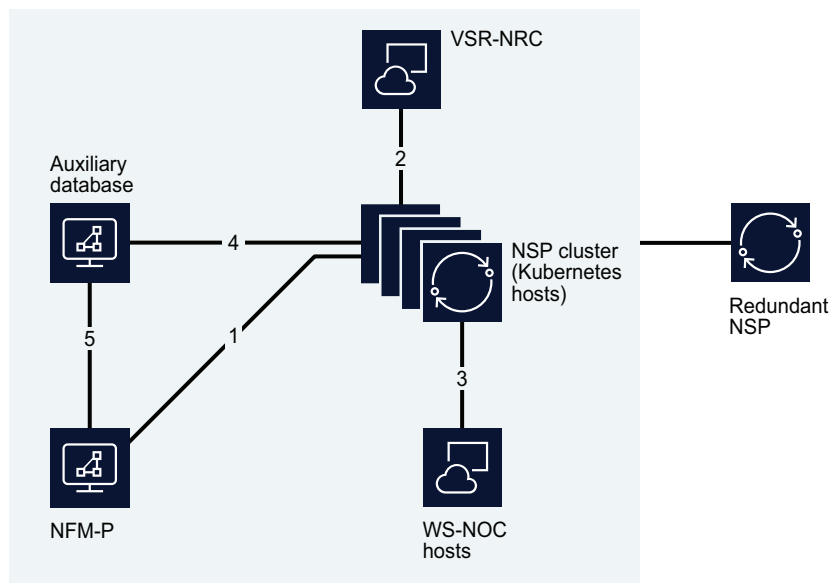 VSR-NRC
2
Auxiliary
database
4
NSP cluster
(Kubernetes
hosts)
Redundant
NSP
5
1
3
NFM-P
WS-NOC
hosts